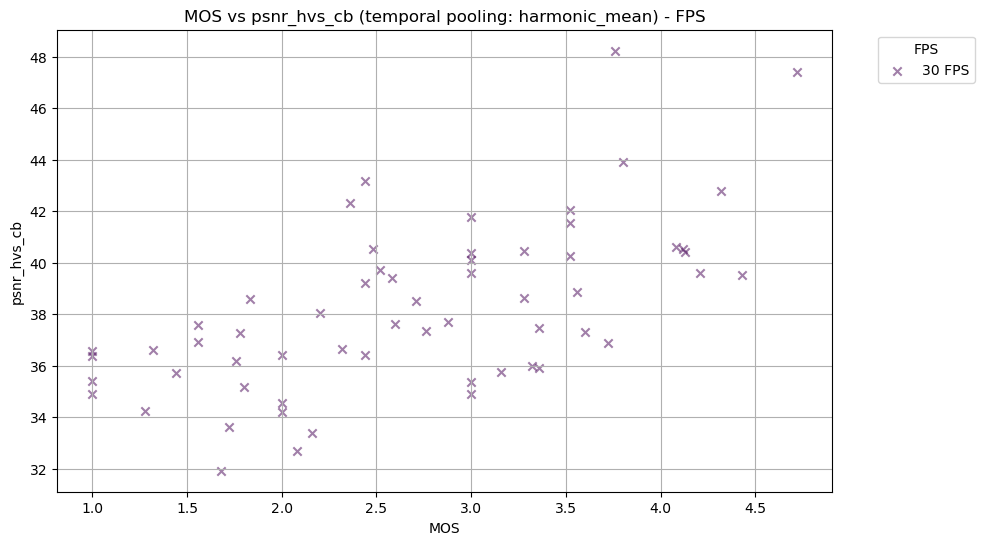 MOS vs psnr_hvs_cb (temporal pooling: harmonic_mean) - FPS
FPS
30 FPS
psnr_hvs_cb
48
46
44
42
40
38
36
34
32
1.0 1.5 2.0 2.5 3.0 3.5 4.0 4.5
MOS